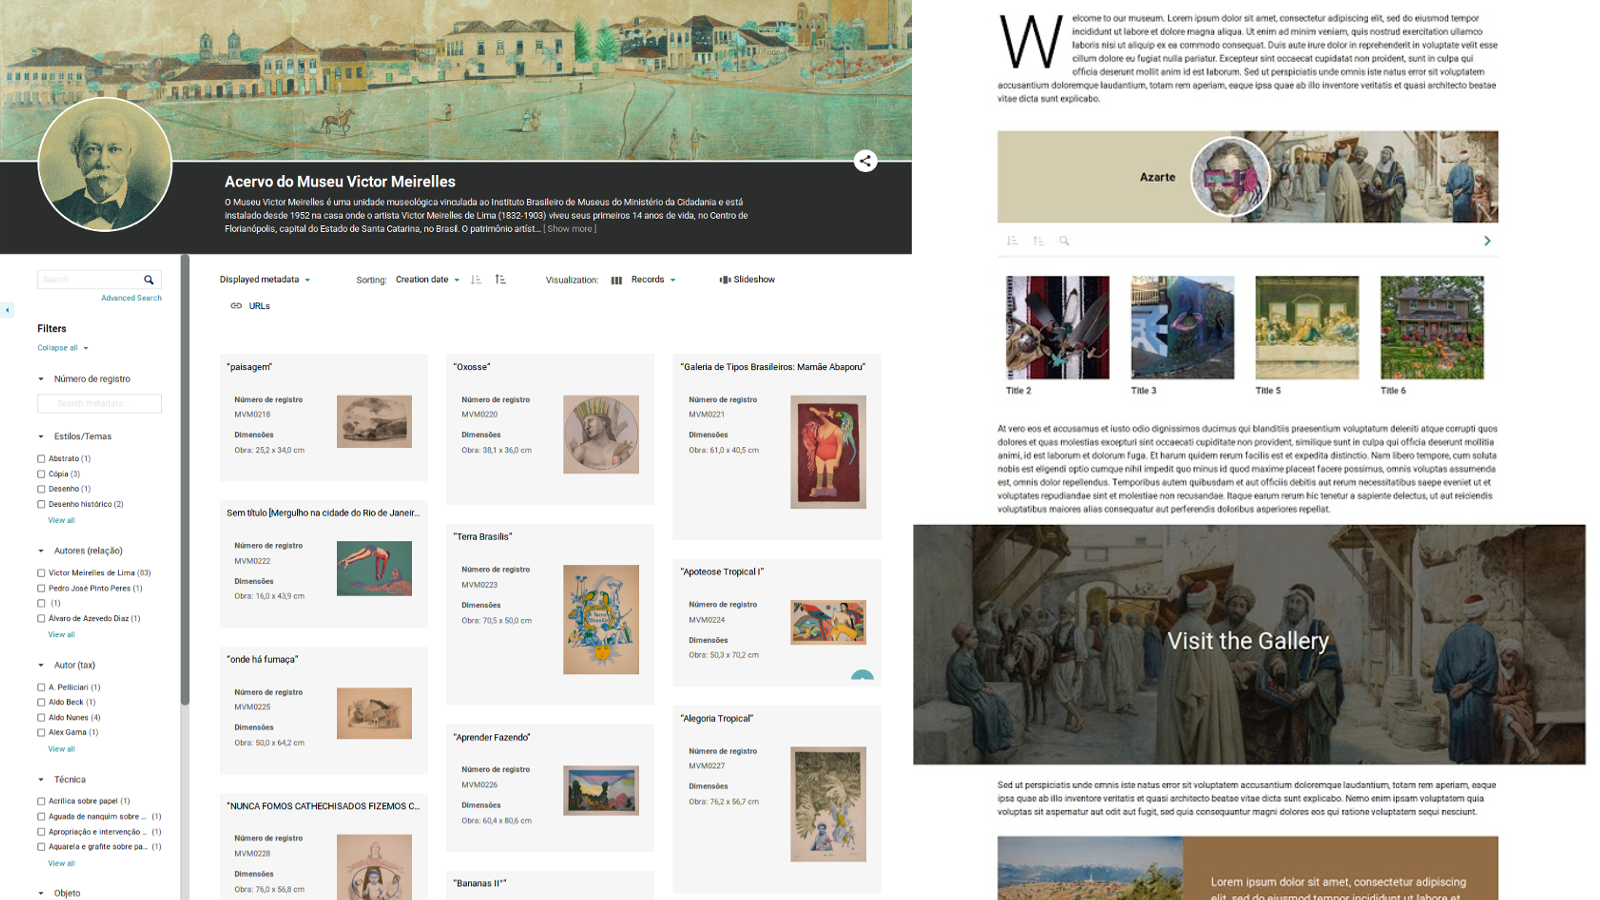 Acervo do Museu Victor Meirelles
O Museu Victor Meirelles é uma unidade museológica vinculada ao Instituto Brasileiro de Museus do Ministério da Cidadania e está
instalado desde 1952 na casa onde o artista Victor Meirelles de Lima (1832-1903) viveu seus primeiros 14 anos de vida, no Centro de
Florianópolis, capital do Estado de Santa Catarina, no Brasil. O patrimônio artíst... [ Show more ]
Search
Advanced Search
Filters
Collapse all
Número de registro
Search metadata...
Estilos/Temas
Abstrato (1)
Cópia (3)
Desenho (1)
Desenho histórico (2)
View all
Autores (relação)
Victor Meirelles de Lima (83)
Pedro José Pinto Peres (1)
(1)
Álvaro de Azevedo Diaz (1)
View all
Autor (tax)
A. Pelliciari (1)
Aldo Beck (1)
Aldo Nunes (4)
Alex Gama (1)
View all
Técnica
Acrílica sobre papel (1)
Aguada de nanquim sobre ... (1)
Apropriação e intervenção ... (1)
Aquarela e grafite sobre pa... (1)
View all
Objeto
Displayed metadata
Sorting: Creation date
Visualization: Records
Slideshow
URLs
"paisagem"
Número de registro
MVM0218
Dimensões
Obra: 25,2 x 34,0 cm
Sem título [Mergulho na cidade do Rio de Janeir...
Número de registro
MVM0222
Dimensões
Obra: 16,0 x 43,9 cm
"onde há fumaça"
Número de registro
MVM0225
Dimensões
Obra: 50,0 x 64,2 cm
"NUNCA FOMOS CATHECHISADOS FIZEMOS C...
Número de registro
MVM0228
Dimensões
Obra: 76,0 x 56,8 cm
"Oxosse"
Número de registro
MVM0220
Dimensões
Obra: 38,1 x 36,0 cm
"Terra Brasilis"
Número de registro
MVM0223
Dimensões
Obra: 70,5 x 50,0 cm
Terra
Brasilis
"Aprender Fazendo"
Número de registro
MVM0226
Dimensões
Obra: 60,4 x 80,6 cm
"Bananas II"
"Galeria de Tipos Brasileiros: Mamãe Abaporu"
Número de registro
MVM0221
Dimensões
Obra: 61,0 x 40,5 cm
"Apoteose Tropical I"
Número de registro
MVM0224
Dimensões
Obra: 50,3 x 70,2 cm
"Alegoria Tropical"
Número de registro
MVM0227
Dimensões
Obra: 76,2 x 56,7 cm
Welcome to our museum. Lorem ipsum dolor sit amet, consectetur adipiscing elit, sed do eiusmod tempor
incididunt ut labore et dolore magna aliqua. Ut enim ad minim veniam, quis nostrud exercitation ullamco
laboris nisi ut aliquip ex ea commodo consequat. Duis aute irure dolor in reprehenderit in voluptate velit esse
cillum dolore eu fugiat nulla pariatur. Excepteur sint occaecat cupidatat non proident, sunt in culpa qui
officia deserunt mollit anim id est laborum. Sed ut perspiciatis unde omnis iste natus error sit voluptatem
accusantium doloremque laudantium, totam rem aperiam, eaque ipsa quae ab illo inventore veritatis et quasi architecto beatae
vitae dicta sunt explicabo.
Azarte
Title 2
Title 3
Title 5
Title 6
At vero eos et accusamus et iusto odio dignissimos ducimus qui blanditiis praesentium voluptatum deleniti atque corrupti quos
dolores et quas molestias excepturi sint occaecati cupiditate non provident, similique sunt in culpa qui officia deserunt mollitia
animi, id est laborum et dolorum fuga. Et harum quidem rerum facilis est et expedita distinctio. Nam libero tempore, cum soluta
nobis est eligendi optio cumque nihil impedit quo minus id quod maxime placeat facere possimus, omnis voluptas assumenda
est, omnis dolor repellendus. Temporibus autem quibusdam et aut officiis debitis aut rerum necessitatibus saepe eveniet ut et
voluptates repudiandae sint et molestiae non recusandae. Itaque earum rerum hic tenetur a sapiente delectus, ut aut reiciendis
voluptatibus maiores alias consequatur aut perferendis doloribus asperiores repellat.
Visit the Gallery
Sed ut perspiciatis unde omnis iste natus error sit voluptatem accusantium doloremque laudantium, totam rem aperiam, eaque
ipsa quae ab illo inventore veritatis et quasi architecto beatae vitae dicta sunt explicabo. Nemo enim ipsam voluptatem quia
voluptas sit aspernatur aut odit aut fugit, sed quia consequuntur magni dolores eos qui ratione voluptatem sequi nesciunt.
Lorem ipsum dolor sit amet, consectetur adipiscing
elit, sed do eiusmod tempor incididunt ut labore et